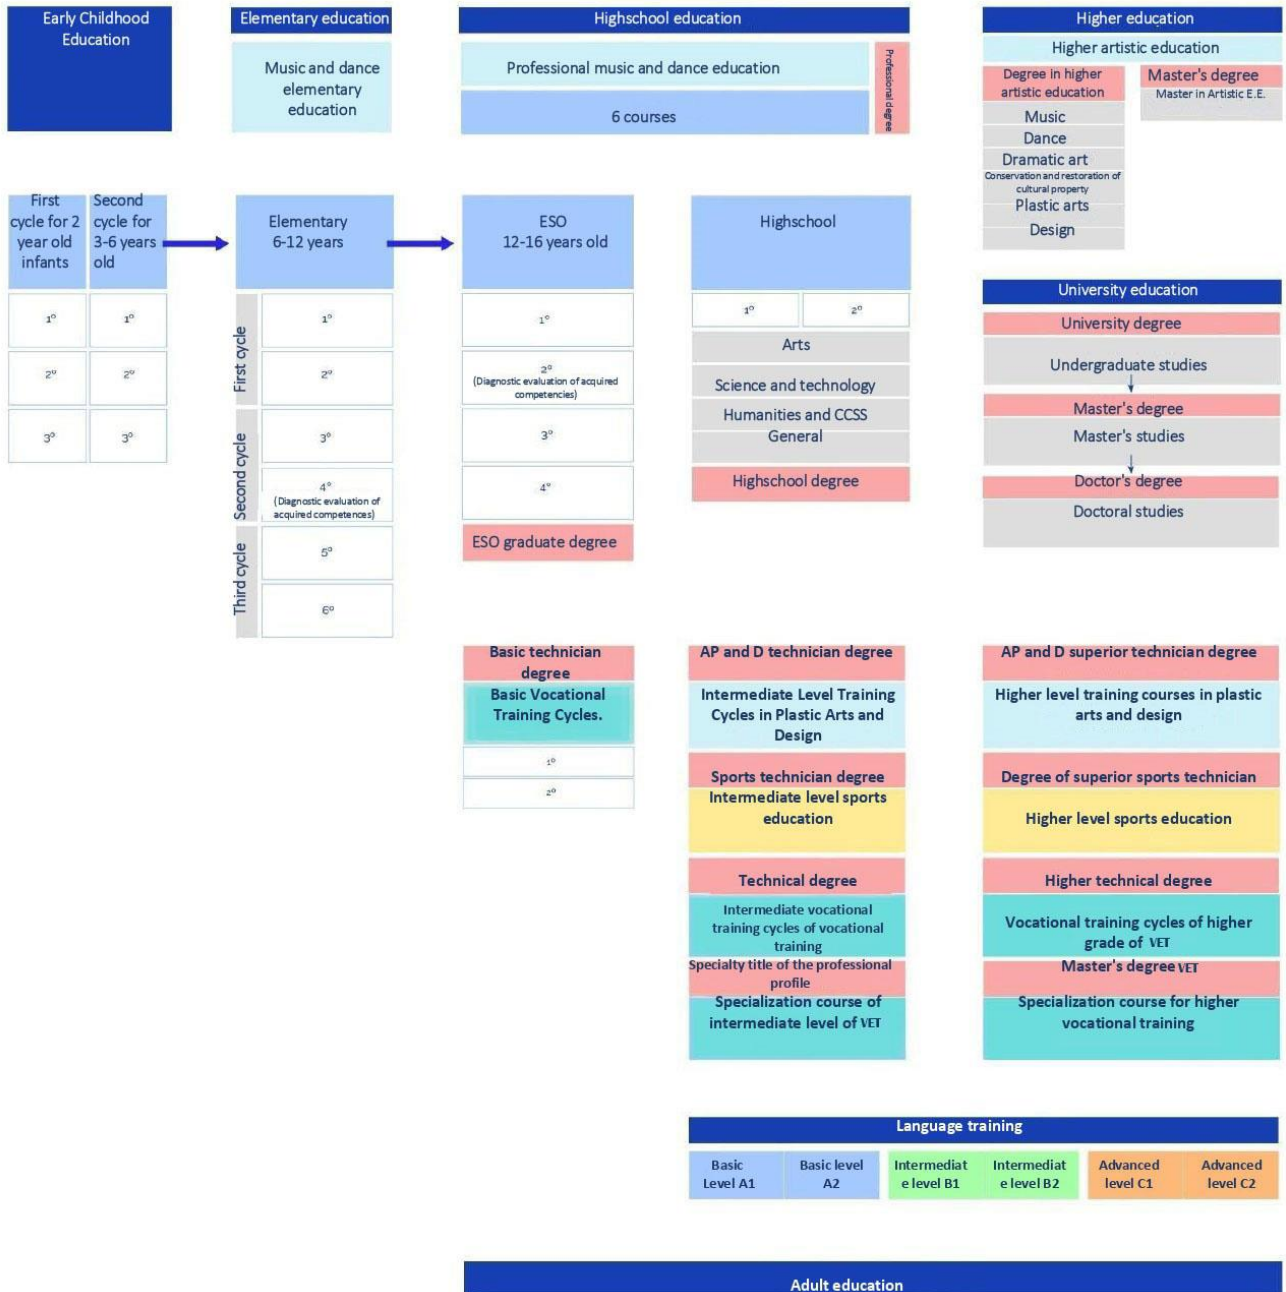 Early Childhood
Education
Elementary education
Highschool education
Higher education
Music and dance
elementary
education
Professional music and dance education
6 courses
Professional degree
Higher artistic education
Degree in higher
artistic education
Music
Dance
Dramatic art
Conservation and restoration of
cultural property
Plastic arts
Design
Master's degree
Master in Artistic E.E.
First
cycle for 2
year old
infants
Second
cycle for
3-6 years
old
Elementary
6-12 years
ESO
12-16 years old
Highschool
1º
2º
3º
1º
2º
3º
First cycle
Second cycle
Third cycle
1º
2º
3º
4º
(Diagnostic evaluation of
acquired competences)
5º
6º
1º
2º
(Diagnostic evaluation of acquired
competencies)
3º
4º
ESO graduate degree
1º
2º
Arts
Science and technology
Humanities and CCSS
General
Highschool degree
University education
University degree
Undergraduate studies
Master's degree
Master's studies
Doctor's degree
Doctoral studies
Basic technician
degree
Basic Vocational
Training Cycles.
1º
2º
AP and D technician degree
Intermediate Level Training
Cycles in Plastic Arts and
Design
Sports technician degree
Intermediate level sports
education
Technical degree
Intermediate vocational
training cycles of vocational
training
Specialty title of the professional
profile
Specialization course of
intermediate level of VET
AP and D superior technician degree
Higher level training courses in plastic
arts and design
Degree of superior sports technician
Higher level sports education
Higher technical degree
Vocational training cycles of higher
grade of VET
Master's degree VET
Specialization course for higher
vocational training
Language training
Basic
Level A1
Basic level
A2
Intermediat
e level B1
Intermediat
e level B2
Advanced
level C1
Advanced
level C2
Adult education